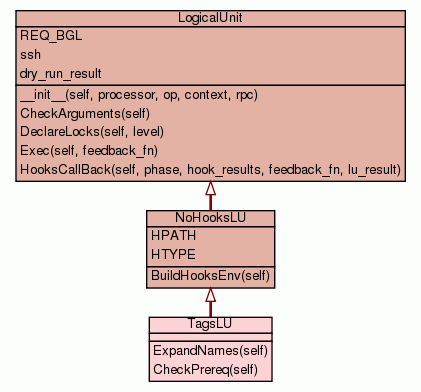 LogicalUnit
REQ_BGL
ssh
dry_run_result
__init__(self, processor, op, context, rpc)
CheckArguments(self)
DeclareLocks(self, level)
Exec(self, feedback_fn)
HooksCallBack(self, phase, hook_results, feedback_fn, lu_result)
NoHooksLU
HPATH
HTYPE
BuildHooksEnv(self)
TagsLU
ExpandNames(self)
CheckPrereq(self)